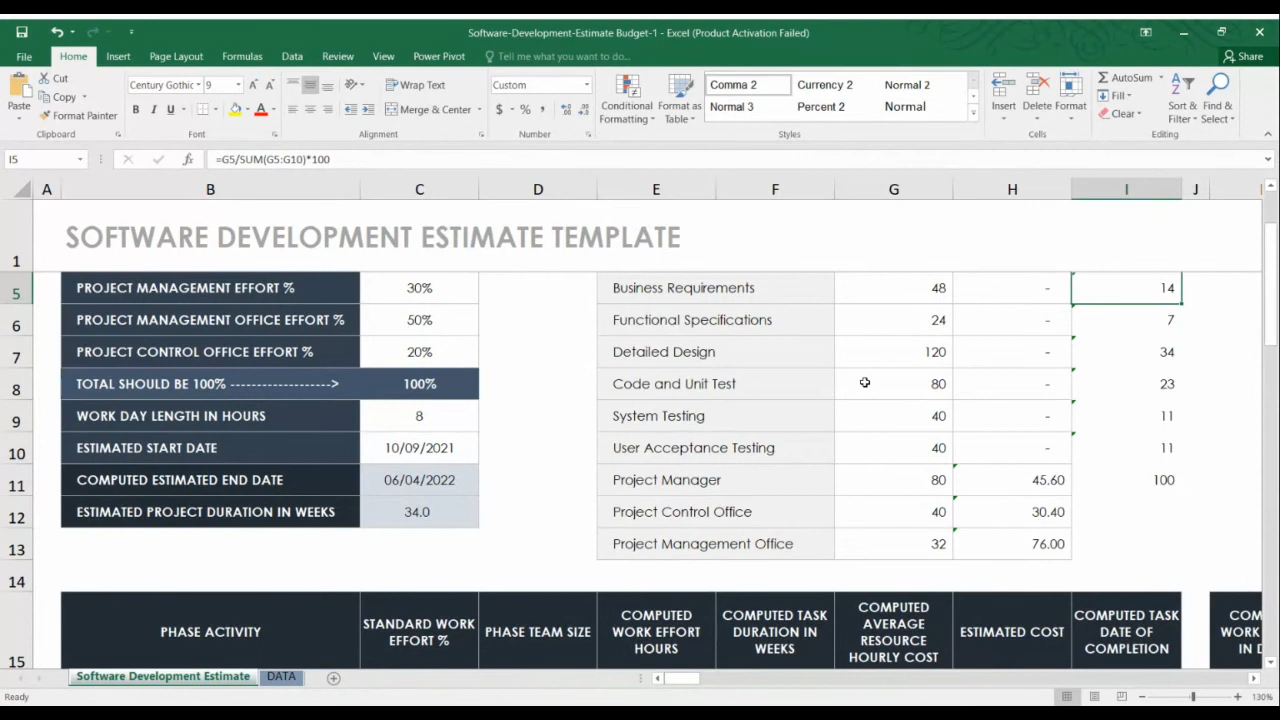 Software-Development-Estimate Budget-1 - Excel (Product Activation Failed)
File Home Insert Page Layout Formulas Data Review View Power Pivot Tell me what you want to do... Share
Cut Century Gothic 9 A A Wrap Text Custom Comma 2 Currency 2 Normal 2 AutoSum
Copy Fill
Paste Format Painter B I U A Merge & Center $ % , Conditional Formatting Format as Table Normal 3 Percent 2 Normal Insert Delete Format Clear Sort & Filter Find & Select
Clipboard Font Alignment Number Styles Cells Editing
I5 fx =G5/SUM(G5:G10)*100
A B C D E F G H I J
1 SOFTWARE DEVELOPMENT ESTIMATE TEMPLATE
5 PROJECT MANAGEMENT EFFORT % 30% Business Requirements 48 - 14
6 PROJECT MANAGEMENT OFFICE EFFORT % 50% Functional Specifications 24 - 7
7 PROJECT CONTROL OFFICE EFFORT % 20% Detailed Design 120 - 34
8 TOTAL SHOULD BE 100% ------------------> 100% Code and Unit Test 80 - 23
9 WORK DAY LENGTH IN HOURS 8 System Testing 40 - 11
10 ESTIMATED START DATE 10/09/2021 User Acceptance Testing 40 - 11
11 COMPUTED ESTIMATED END DATE 06/04/2022 Project Manager 80 45.60 100
12 ESTIMATED PROJECT DURATION IN WEEKS 34.0 Project Control Office 40 30.40
13 Project Management Office 32 76.00
14
15 PHASE ACTIVITY STANDARD WORK EFFORT % PHASE TEAM SIZE COMPUTED WORK EFFORT HOURS COMPUTED TASK DURATION IN WEEKS COMPUTED AVERAGE RESOURCE HOURLY COST ESTIMATED COST COMPUTED TASK DATE OF COMPLETION
Software Development Estimate DATA
Ready 130%